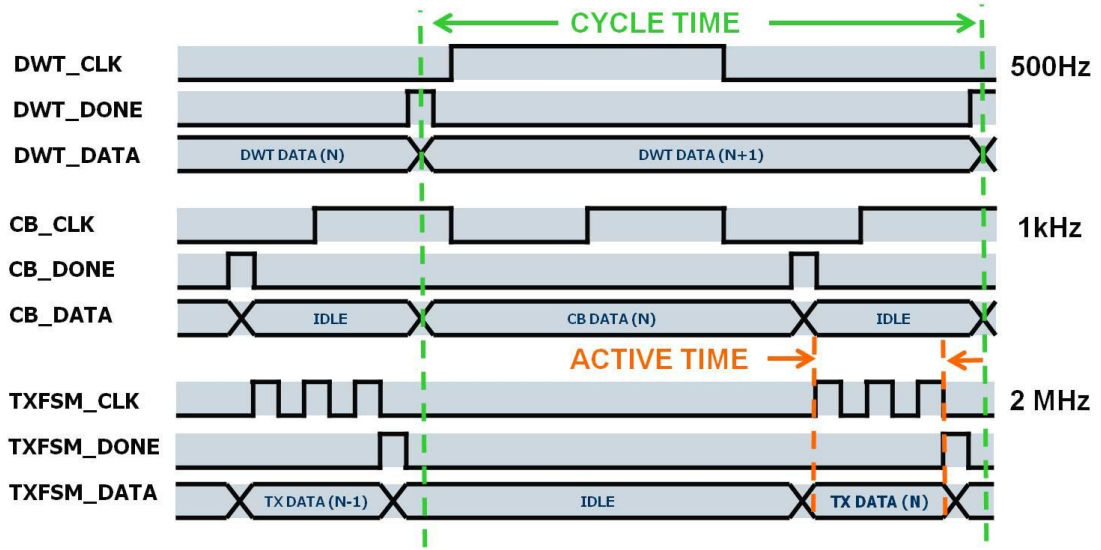 CYCLE TIME
DWT_CLK
500Hz
DWT_DONE
DWT_DATA
DWT DATA (N)
DWT DATA (N+1)
CB_CLK
1kHz
CB_DONE
CB_DATA
IDLE
CB DATA (N)
IDLE
ACTIVE TIME
TXFSM_CLK
2 MHz
TXFSM_DONE
TXFSM_DATA
TX DATA (N-1)
IDLE
TX DATA (N)